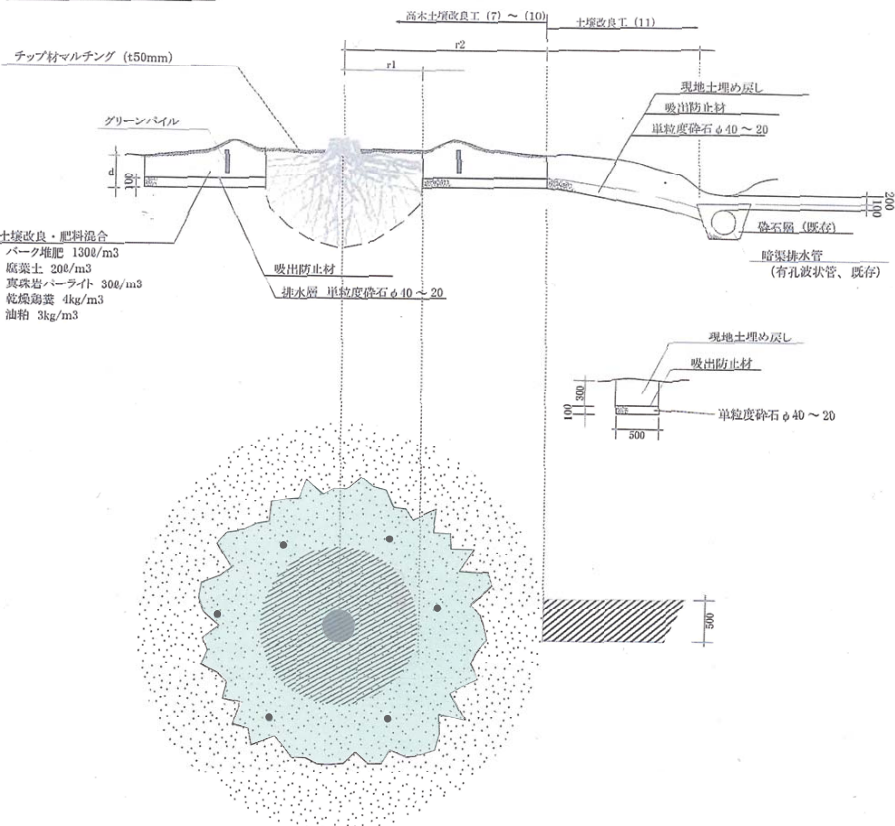 高木土壌改良工 (7) ～ (10)
土壌改良工 (11)
r2
チップ材マルチング (t50mm)
r1
現地土埋め戻し
吸出防止材
単粒度砕石φ40～20
グリーンパイル
d
100
200
100
砕石層 (既存)
土壌改良・肥料混合
バーク堆肥 130ℓ/m3
腐葉土 20ℓ/m3
真珠岩パーライト 30ℓ/m3
乾燥鶏糞 4kg/m3
油粕 3kg/m3
吸出防止材
排水層 単粒度砕石φ40～20
暗渠排水管
(有孔波状管、既存)
現地土埋め戻し
吸出防止材
300
100
単粒度砕石φ40～20
500
500